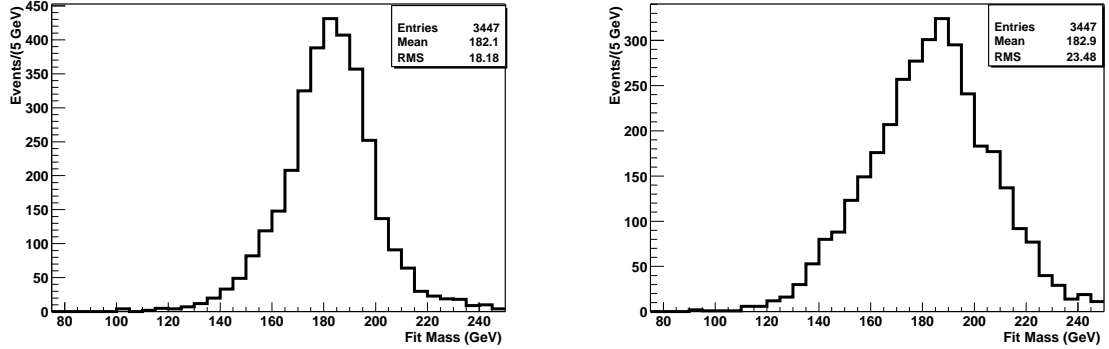 Events/(5 GeV)
450
400
350
300
250
200
150
100
50
0
Entries 3447
Mean 182.1
RMS 18.18
80 100 120 140 160 180 200 220 240
Fit Mass (GeV)
Events/(5 GeV)
300
250
200
150
100
50
0
Entries 3447
Mean 182.9
RMS 23.48
80 100 120 140 160 180 200 220 240
Fit Mass (GeV)